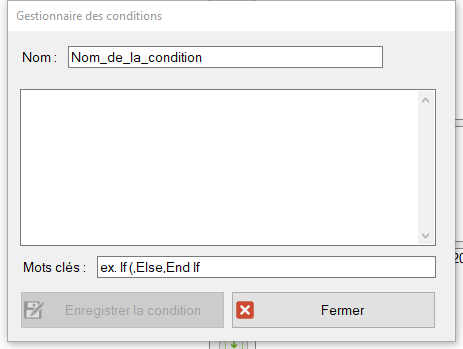 Gestionnaire des conditions
Nom : Nom_de_la_condition
Mots clés : ex. If (,Else,End If
Enregistrer la condition Fermer